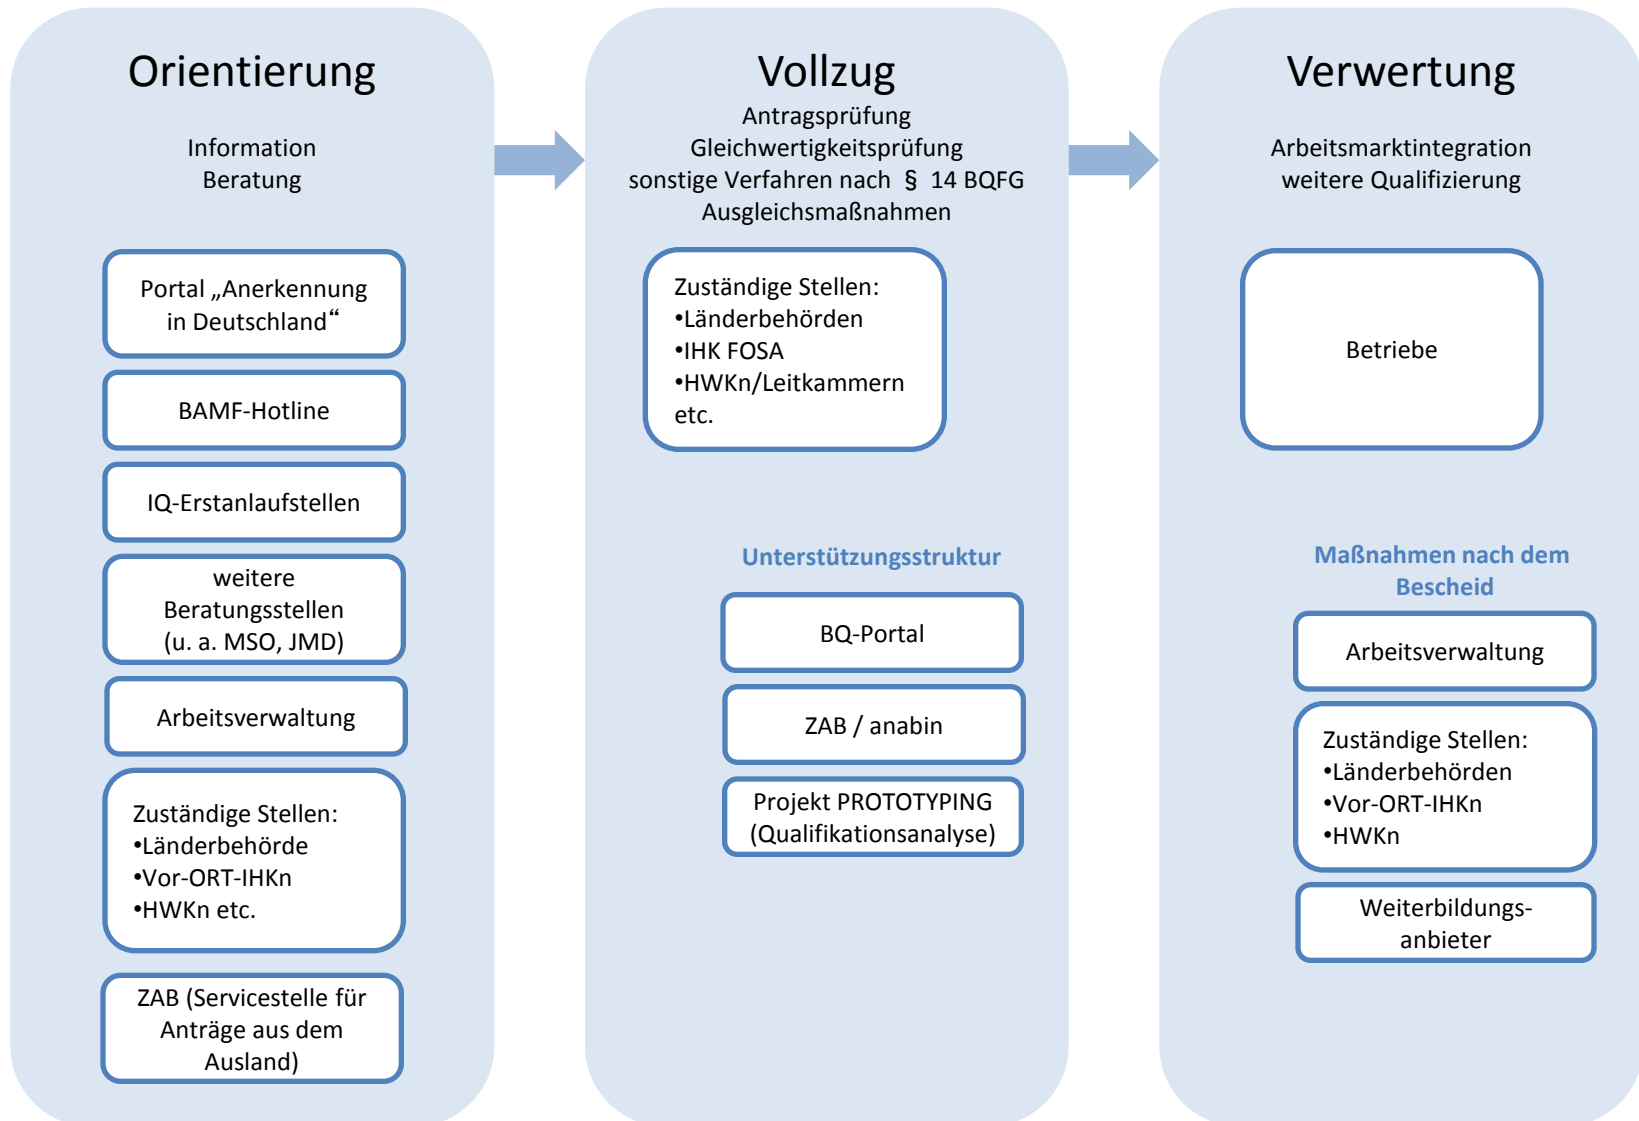 Orientierung
Information
Beratung
Portal „Anerkennung
in Deutschland“
BAMF-Hotline
IQ-Erstanlaufstellen
weitere
Beratungsstellen
(u. a. MSO, JMD)
Arbeitsverwaltung
Zuständige Stellen:
•Länderbehörde
•Vor-ORT-IHKn
•HWKn etc.
ZAB (Servicestelle für
Anträge aus dem
Ausland)
Vollzug
Antragsprüfung
Gleichwertigkeitsprüfung
sonstige Verfahren nach § 14 BQFG
Ausgleichsmaßnahmen
Zuständige Stellen:
•Länderbehörden
•IHK FOSA
•HWKn/Leitkammern
etc.
Unterstützungsstruktur
BQ-Portal
ZAB / anabin
Projekt PROTOTYPING
(Qualifikationsanalyse)
Verwertung
Arbeitsmarktintegration
weitere Qualifizierung
Betriebe
Maßnahmen nach dem
Bescheid
Arbeitsverwaltung
Zuständige Stellen:
•Länderbehörden
•Vor-ORT-IHKn
•HWKn
Weiterbildungs-
anbieter